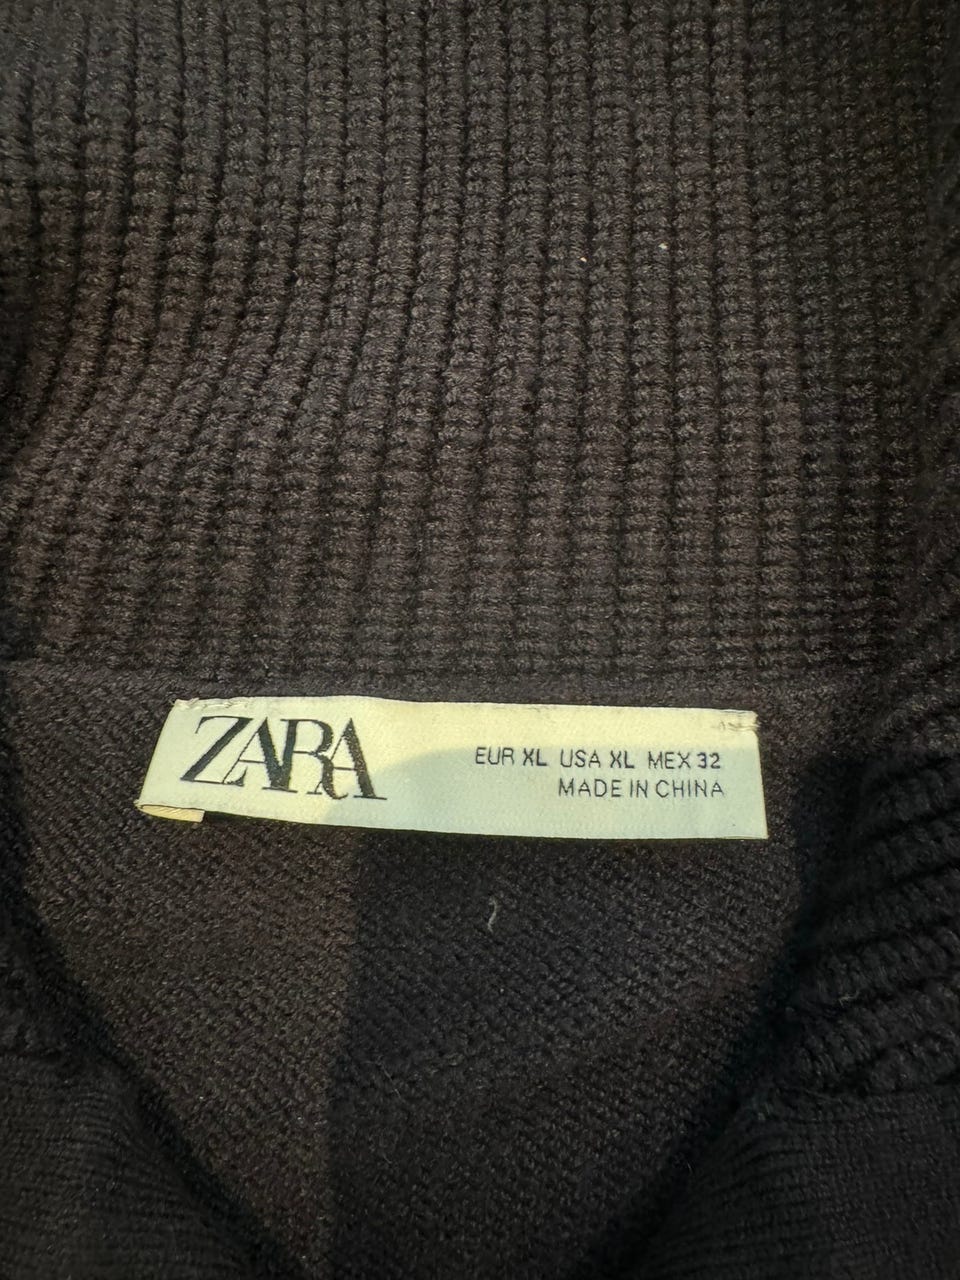 ZARA
EUR XL USA XL MEX 32
MADE IN CHINA